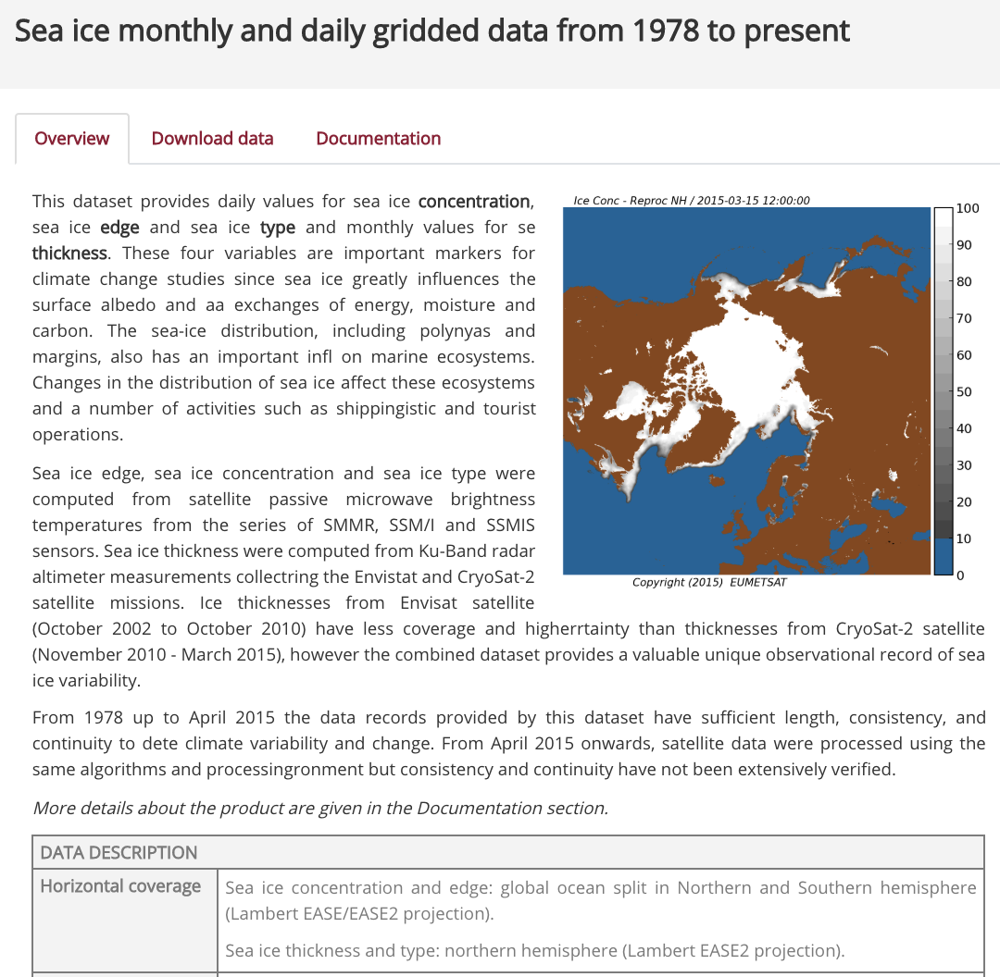 Sea ice monthly and daily gridded data from 1978 to present
Overview
Download data
Documentation
This dataset provides daily values for sea ice concentration,
sea ice edge and sea ice type and monthly values for se
thickness. These four variables are important markers for
climate change studies since sea ice greatly influences the
surface albedo and aa exchanges of energy, moisture and
carbon. The sea-ice distribution, including polynyas and
margins, also has an important infl on marine ecosystems.
Changes in the distribution of sea ice affect these ecosystems
and a number of activities such as shippingistic and tourist
operations.
Ice Conc - Reproc NH / 2015-03-15 12:00:00
100
90
80
70
60
50
40
30
20
10
0
Copyright (2015) EUMETSAT
Sea ice edge, sea ice concentration and sea ice type were
computed from satellite passive microwave brightness
temperatures from the series of SMMR, SSM/I and SSMIS
sensors. Sea ice thickness were computed from Ku-Band radar
altimeter measurements collectring the Envistat and CryoSat-2
satellite missions. Ice thicknesses from Envisat satellite
(October 2002 to October 2010) have less coverage and higherrtainty than thicknesses from CryoSat-2 satellite
(November 2010 - March 2015), however the combined dataset provides a valuable unique observational record of sea
ice variability.
From 1978 up to April 2015 the data records provided by this dataset have sufficient length, consistency, and
continuity to dete climate variability and change. From April 2015 onwards, satellite data were processed using the
same algorithms and processingronment but consistency and continuity have not been extensively verified.
More details about the product are given in the Documentation section.
DATA DESCRIPTION
Horizontal coverage
Sea ice concentration and edge: global ocean split in Northern and Southern hemisphere
(Lambert EASE/EASE2 projection).
Sea ice thickness and type: northern hemisphere (Lambert EASE2 projection).